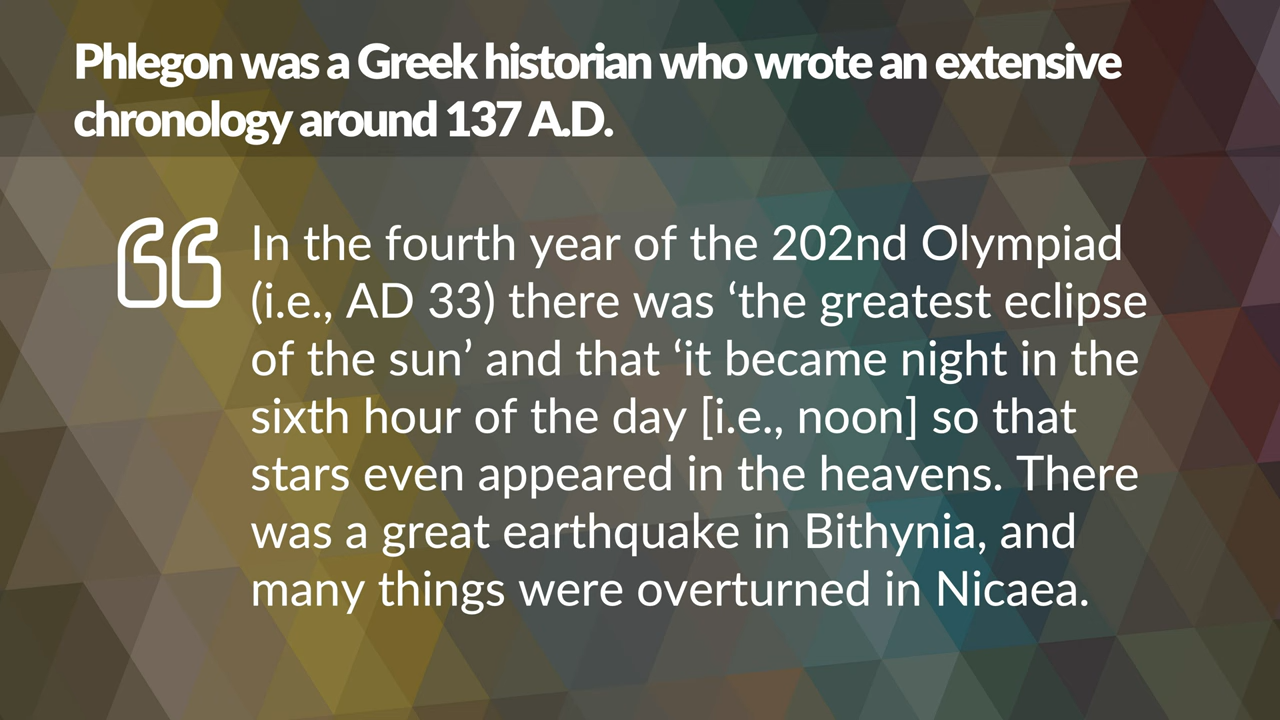 Phlegon was a Greek historian who wrote an extensive
chronology around 137 A.D.
In the fourth year of the 202nd Olympiad
(i.e., AD 33) there was ‘the greatest eclipse
of the sun’ and that ‘it became night in the
sixth hour of the day [i.e., noon] so that
stars even appeared in the heavens. There
was a great earthquake in Bithynia, and
many things were overturned in Nicaea.